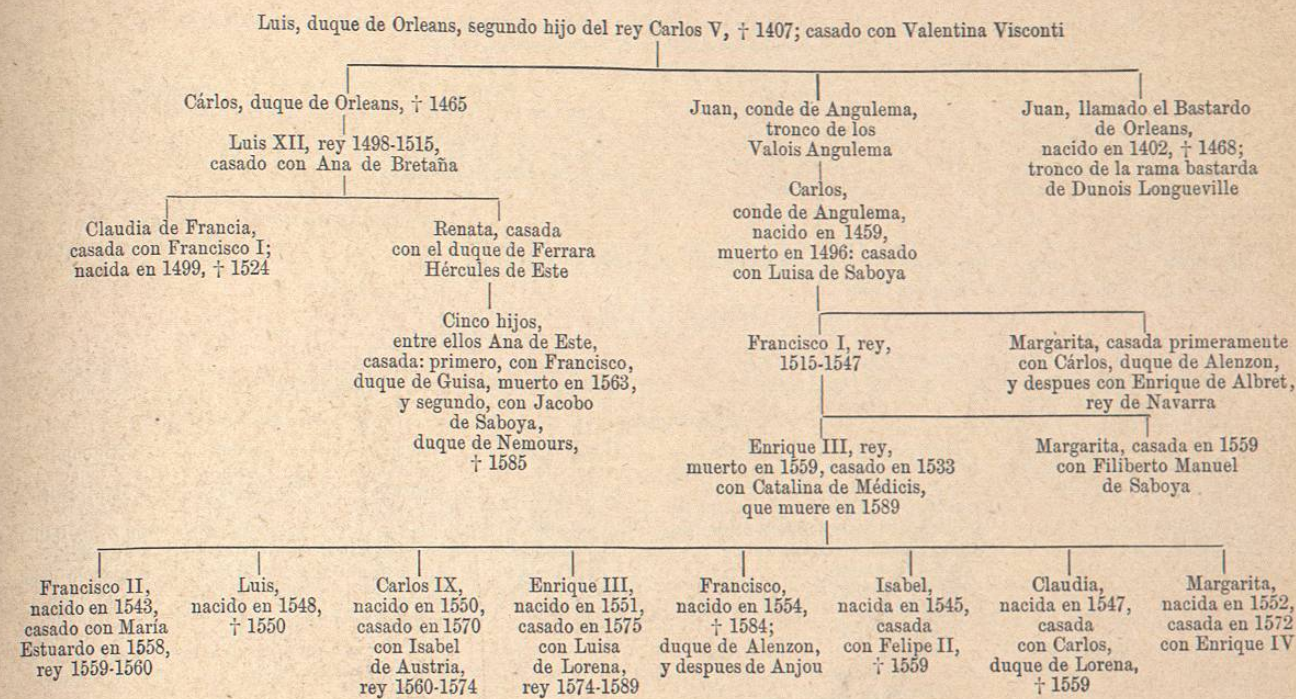 Luis, duque de Orleans, segundo hijo del rey Carlos V, † 1407; casado con Valentina Visconti
Cárlos, duque de Orleans, † 1465
Luis XII, rey 1498-1515,
casado con Ana de Bretaña
Juan, conde de Angulema,
tronco de los
Valois Angulema
Juan, llamado el Bastardo
de Orleans,
nacido en 1402, † 1468;
tronco de la rama bastarda
de Dunois Longueville
Claudia de Francia,
casada con Francisco I;
nacida en 1499, † 1524
Renata, casada
con el duque de Ferrara
Hércules de Este
Carlos,
conde de Angulema,
nacido en 1459,
muerto en 1496: casado
con Luisa de Saboya
Cinco hijos,
entre ellos Ana de Este,
casada: primero, con Francisco,
duque de Guisa, muerto en 1563,
y segundo, con Jacobo
de Saboya,
duque de Nemours,
† 1585
Francisco I, rey,
1515-1547
Margarita, casada primeramente
con Cárlos, duque de Alenzon,
y despues con Enrique de Albret,
rey de Navarra
Enrique III, rey,
muerto en 1559, casado en 1533
con Catalina de Médicis,
que muere en 1589
Margarita, casada en 1559
con Filiberto Manuel
de Saboya
Francisco II,
nacido en 1543,
casado con María
Estuardo en 1558,
rey 1559-1560
Luis,
nacido en 1548,
† 1550
Carlos IX,
nacido en 1550,
casado en 1570
con Isabel
de Austria,
rey 1560-1574
Enrique III,
nacido en 1551,
casado en 1575
con Luisa
de Lorena,
rey 1574-1589
Francisco,
nacido en 1554,
† 1584;
duque de Alenzon,
y despues de Anjou
Isabel,
nacida en 1545,
casada
con Felipe II,
† 1559
Claudia,
nacida en 1547,
casada
con Carlos,
duque de Lorena,
† 1559
Margarita,
nacida en 1552,
casada en 1572
con Enrique IV